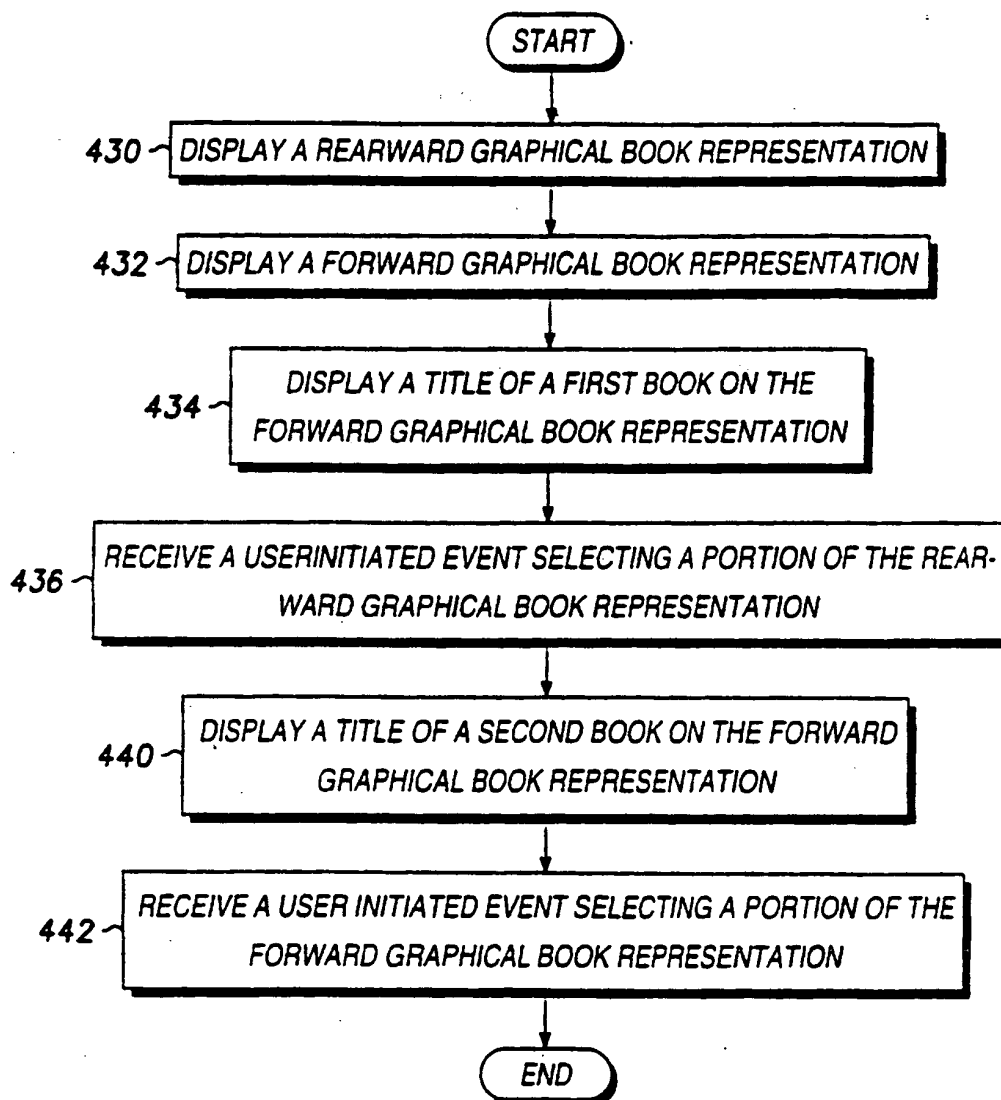 START
430 DISPLAY A REARWARD GRAPHICAL BOOK REPRESENTATION
432 DISPLAY A FORWARD GRAPHICAL BOOK REPRESENTATION
DISPLAY A TITLE OF A FIRST BOOK ON THE
434
FORWARD GRAPHICAL BOOK REPRESENTATION
RECEIVE A USERINITIATED EVENT SELECTING A PORTION OF THE REAR-
436
WARD GRAPHICAL BOOK REPRESENTATION
DISPLAY A TITLE OF A SECOND BOOK ON THE FORWARD
440
GRAPHICAL BOOK REPRESENTATION
RECEIVE A USER INITIATED EVENT SELECTING A PORTION OF THE
442
FORWARD GRAPHICAL BOOK REPRESENTATION
END